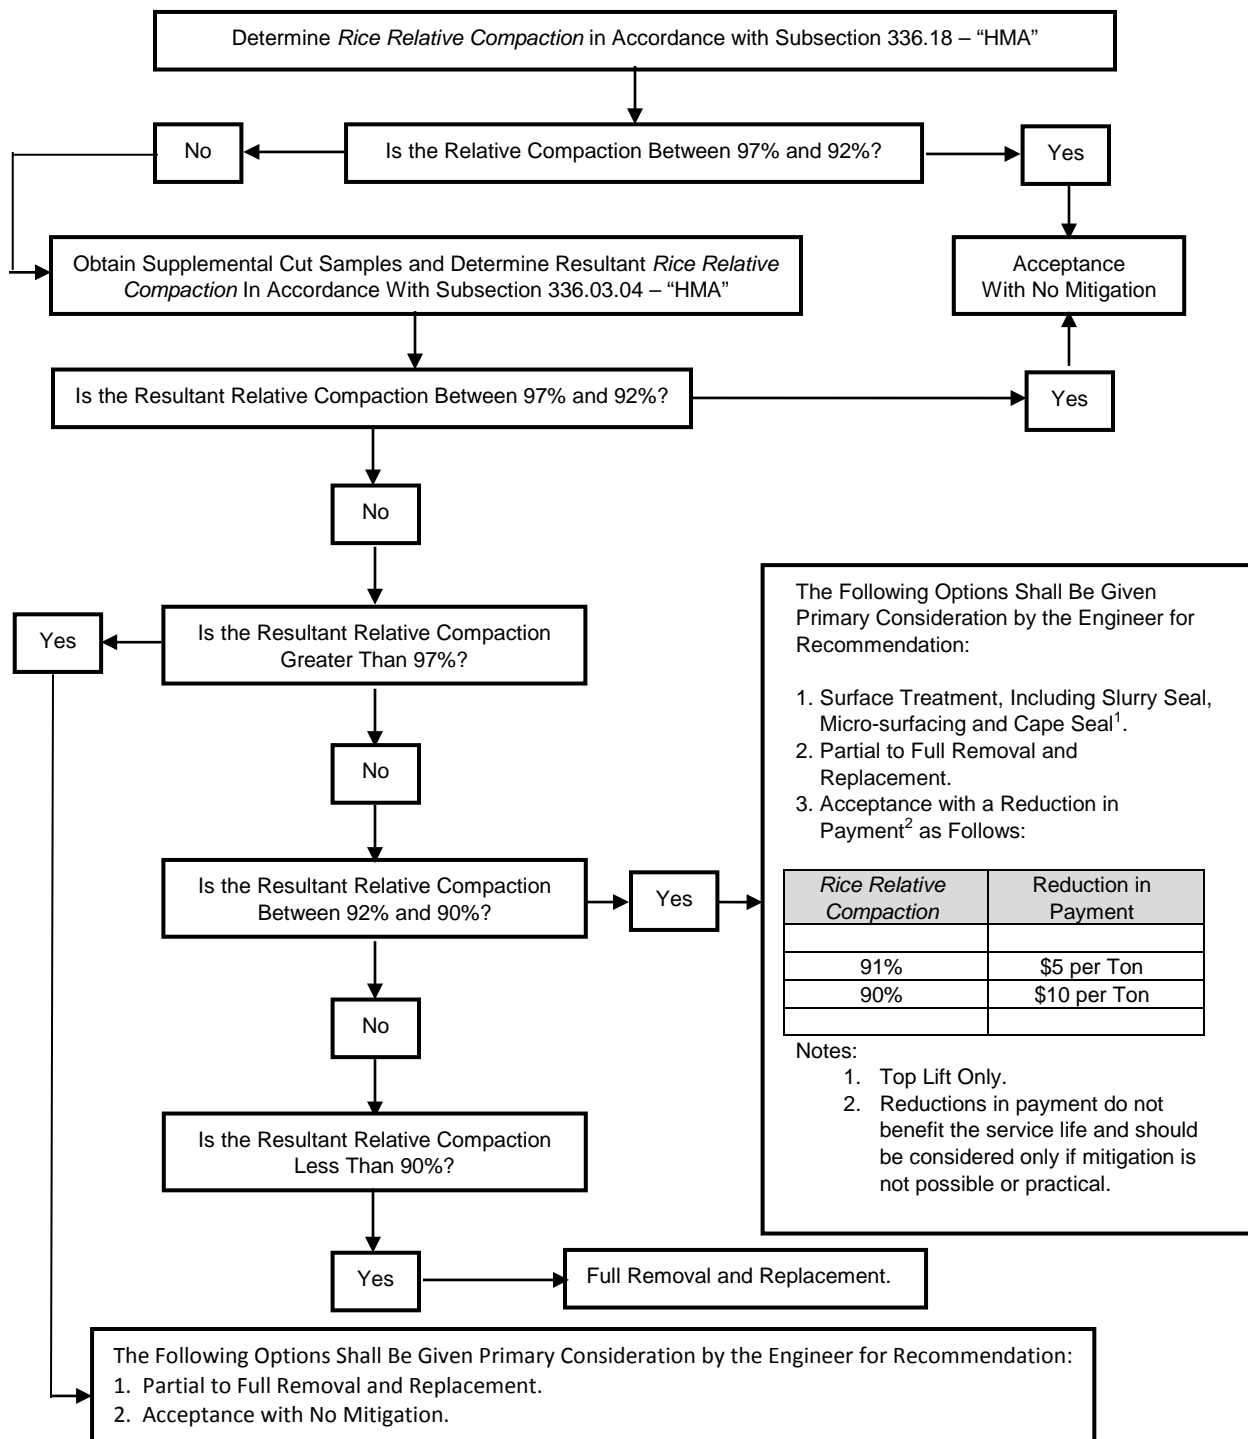 Determine Rice Relative Compaction in Accordance with Subsection 336.18 – “HMA”
No
Is the Relative Compaction Between 97% and 92%?
Yes
Obtain Supplemental Cut Samples and Determine Resultant Rice Relative
Compaction In Accordance With Subsection 336.03.04 – “HMA”
Acceptance
With No Mitigation
Is the Resultant Relative Compaction Between 97% and 92%?
Yes
No
Yes
Is the Resultant Relative Compaction
Greater Than 97%?
No
Is the Resultant Relative Compaction
Between 92% and 90%?
Yes
The Following Options Shall Be Given
Primary Consideration by the Engineer for
Recommendation:
1. Surface Treatment, Including Slurry Seal,
Micro-surfacing and Cape Seal1.
2. Partial to Full Removal and
Replacement.
3. Acceptance with a Reduction in
Payment2 as Follows:
Rice Relative
Compaction
Reduction in
Payment
91%
$5 per Ton
90%
$10 per Ton
Notes:
1. Top Lift Only.
2. Reductions in payment do not
benefit the service life and should
be considered only if mitigation is
not possible or practical.
No
Is the Resultant Relative Compaction
Less Than 90%?
Yes
Full Removal and Replacement.
The Following Options Shall Be Given Primary Consideration by the Engineer for Recommendation:
1. Partial to Full Removal and Replacement.
2. Acceptance with No Mitigation.